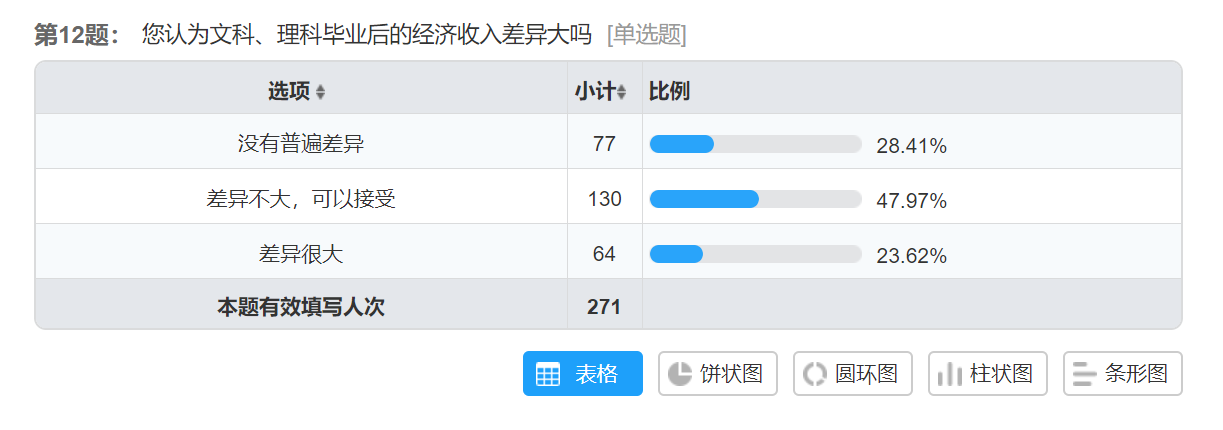 第12题： 您认为文科、理科毕业后的经济收入差异大吗 [单选题]
选项 小计 比例
没有普遍差异 77 28.41%
差异不大，可以接受 130 47.97%
差异很大 64 23.62%
本题有效填写人次 271
表格 饼状图 圆环图 柱状图 条形图